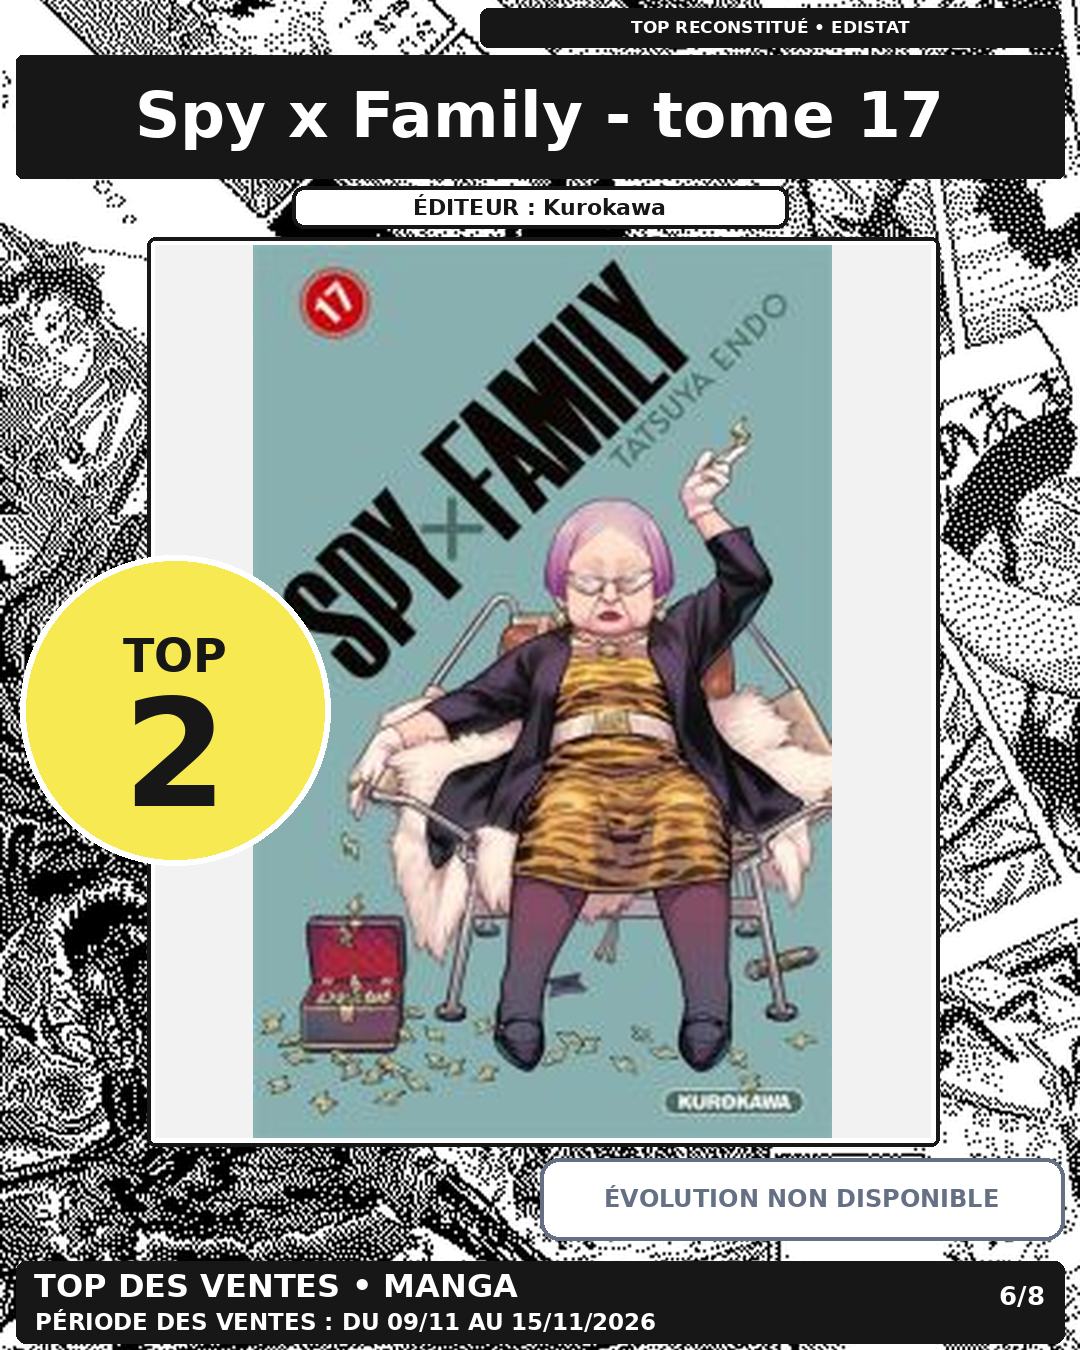 TOP RECONSTITUÉ • EDISTAT
Spy x Family - tome 17
ÉDITEUR : Kurokawa
17
SPY×FAMILY
TATSUYA ENDO
TOP
2
KUROKAWA
ÉVOLUTION NON DISPONIBLE
TOP DES VENTES • MANGA
6/8
PÉRIODE DES VENTES : DU 09/11 AU 15/11/2026